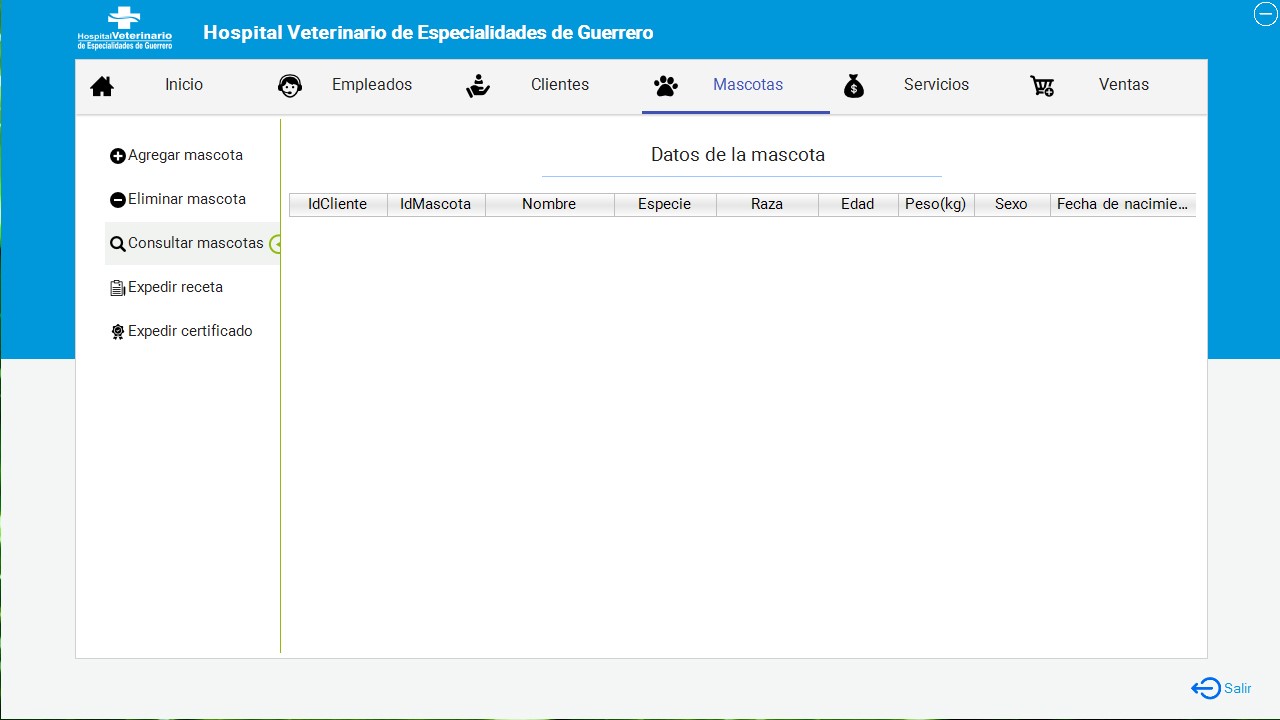 HospitalVeterinario
de Especialidades de Guerrero
Hospital Veterinario de Especialidades de Guerrero
Inicio Empleados Clientes Mascotas Servicios Ventas
Agregar mascota
Eliminar mascota
Consultar mascotas
Expedir receta
Expedir certificado
Datos de la mascota
IdCliente IdMascota Nombre Especie Raza Edad Peso(kg) Sexo Fecha de nacimie...
Salir